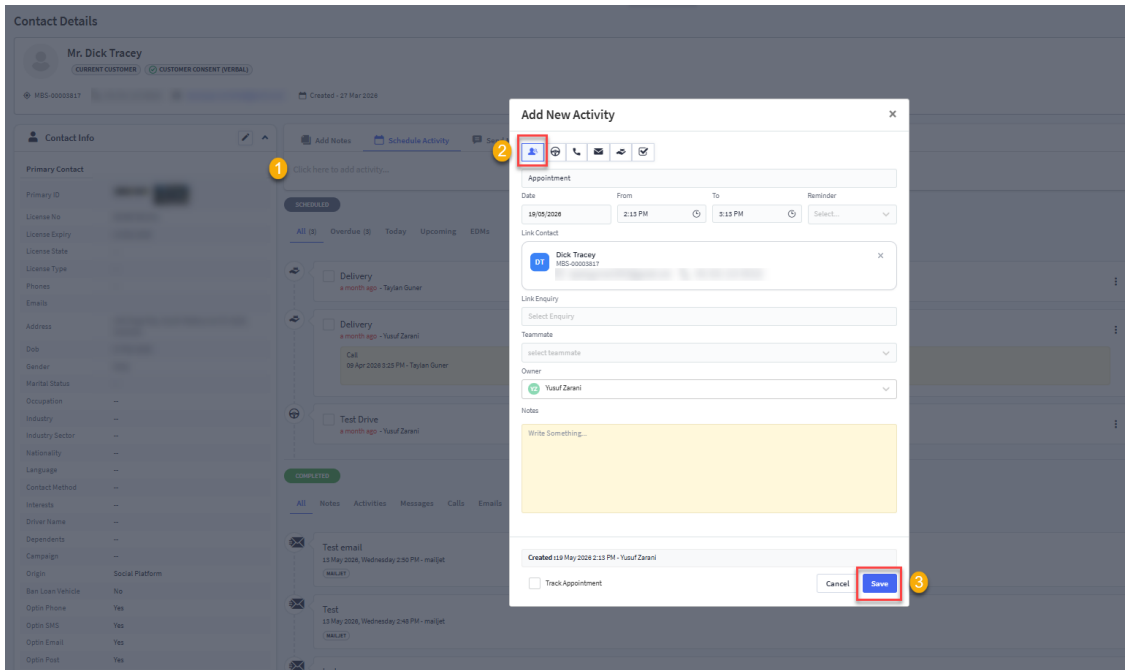 Contact Details
Mr. Dick Tracey
CURRENT CUSTOMER
CUSTOMER CONSENT (VERBAL)
MBS-00003817
Created - 27 Mar 2026
Contact Info
Primary Contact
Primary ID
License No
License Expiry
License State
License Type
Phones
Emails
Address
Dob
Gender
Marital Status
Occupation --
Industry --
Industry Sector --
Nationality --
Language --
Contact Method --
Interests --
Driver Name --
Dependents --
Campaign --
Origin Social Platform
Ban Loan Vehicle No
Optin Phone Yes
Optin SMS Yes
Optin Email Yes
Optin Post Yes
Add Notes Schedule Activity
1
Click here to add activity...
SCHEDULED
All (3) Overdue (3) Today Upcoming EDMs
Delivery
a month ago - Taylan Guner
Delivery
a month ago - Yusuf Zarani
Call
09 Apr 2026 3:23 PM - Taylan Guner
Test Drive
a month ago - Yusuf Zarani
COMPLETED
All Notes Activities Messages Calls Emails
Test email
13 May 2026, Wednesday 2:50 PM - mailjet
MAILJET
Test
13 May 2026, Wednesday 2:48 PM - mailjet
MAILJET
Add New Activity
2
Appointment
Date From To Reminder
19/05/2026 2:13 PM 3:13 PM Select...
Link Contact
DT
Dick Tracey
MBS-00003817
Link Enquiry
Select Enquiry
Teammate
select teammate
Owner
YZ Yusuf Zarani
Notes
Write Something...
Created :19 May 2026 2:13 PM - Yusuf Zarani
Track Appointment
Cancel
Save
3